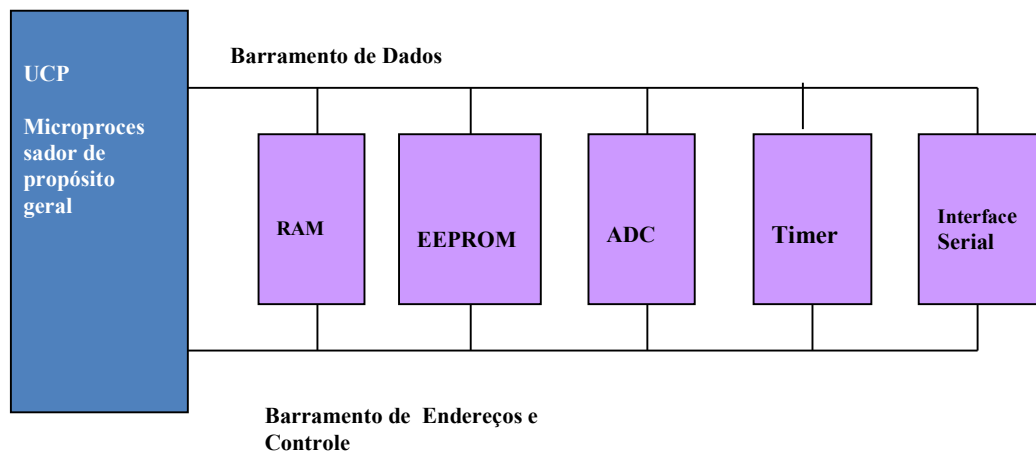 Barramento de Dados
UCP
Microproces
sador de
propósito
geral
RAM
EEPROM
ADC
Timer
Interface
Serial
Barramento de Endereços e
Controle